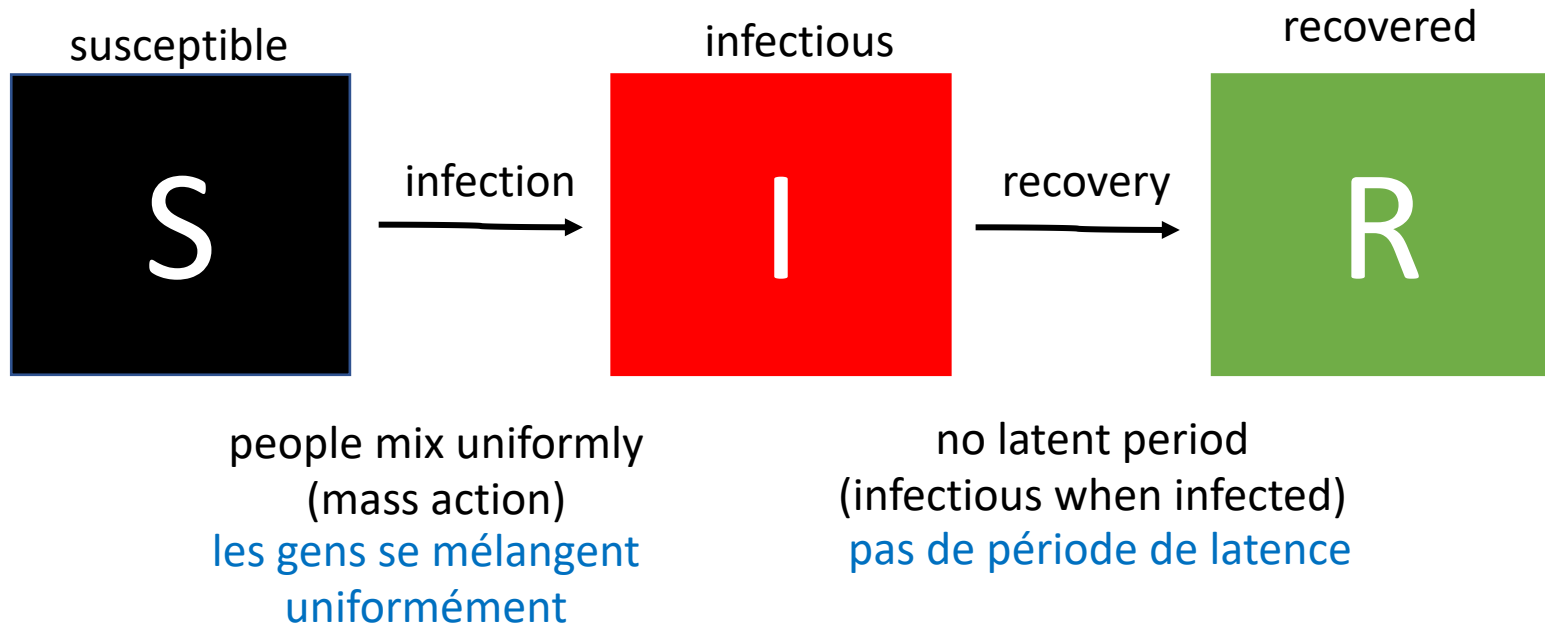 susceptible
infectious
recovered
S
infection
I
recovery
R
people mix uniformly
(mass action)
les gens se mélangent
uniformément
no latent period
(infectious when infected)
pas de période de latence